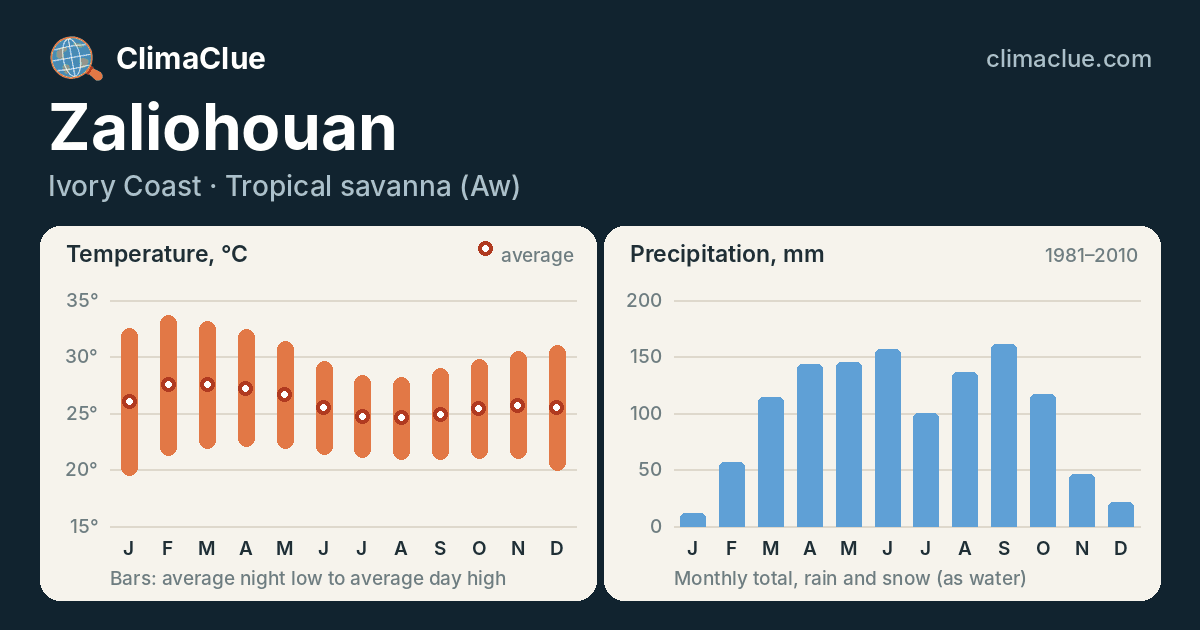 ClimaClue
climaclue.com
Zaliohouan
Ivory Coast · Tropical savanna (Aw)
Temperature, °C
average
35°
30°
25°
20°
15°
J F M A M J J A S O N D
Bars: average night low to average day high
Precipitation, mm
1981–2010
200
150
100
50
0
J F M A M J J A S O N D
Monthly total, rain and snow (as water)